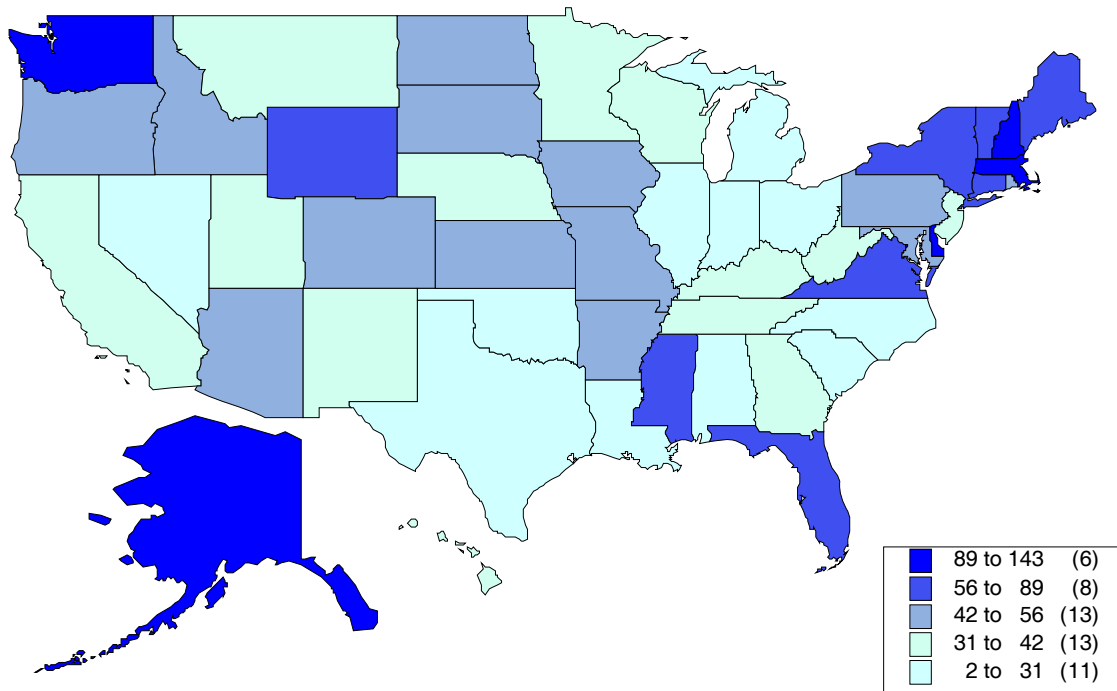 89 to 143 (6)
56 to 89 (8)
42 to 56 (13)
31 to 42 (13)
2 to 31 (11)